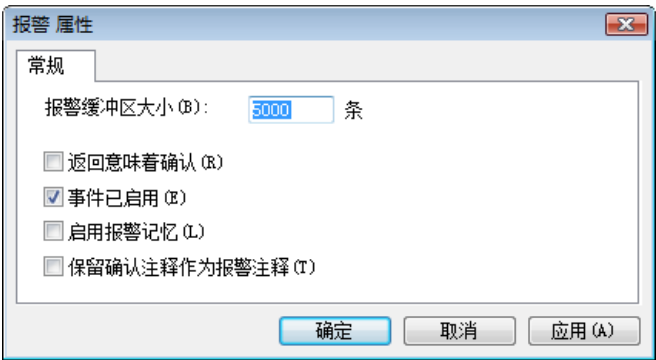 报警 属性
常规
报警缓冲区大小(B): 5000 条
返回意味着确认(R)
事件已启用(E)
启用报警记忆(L)
保留确认注释作为报警注释(T)
确定 取消 应用(A)